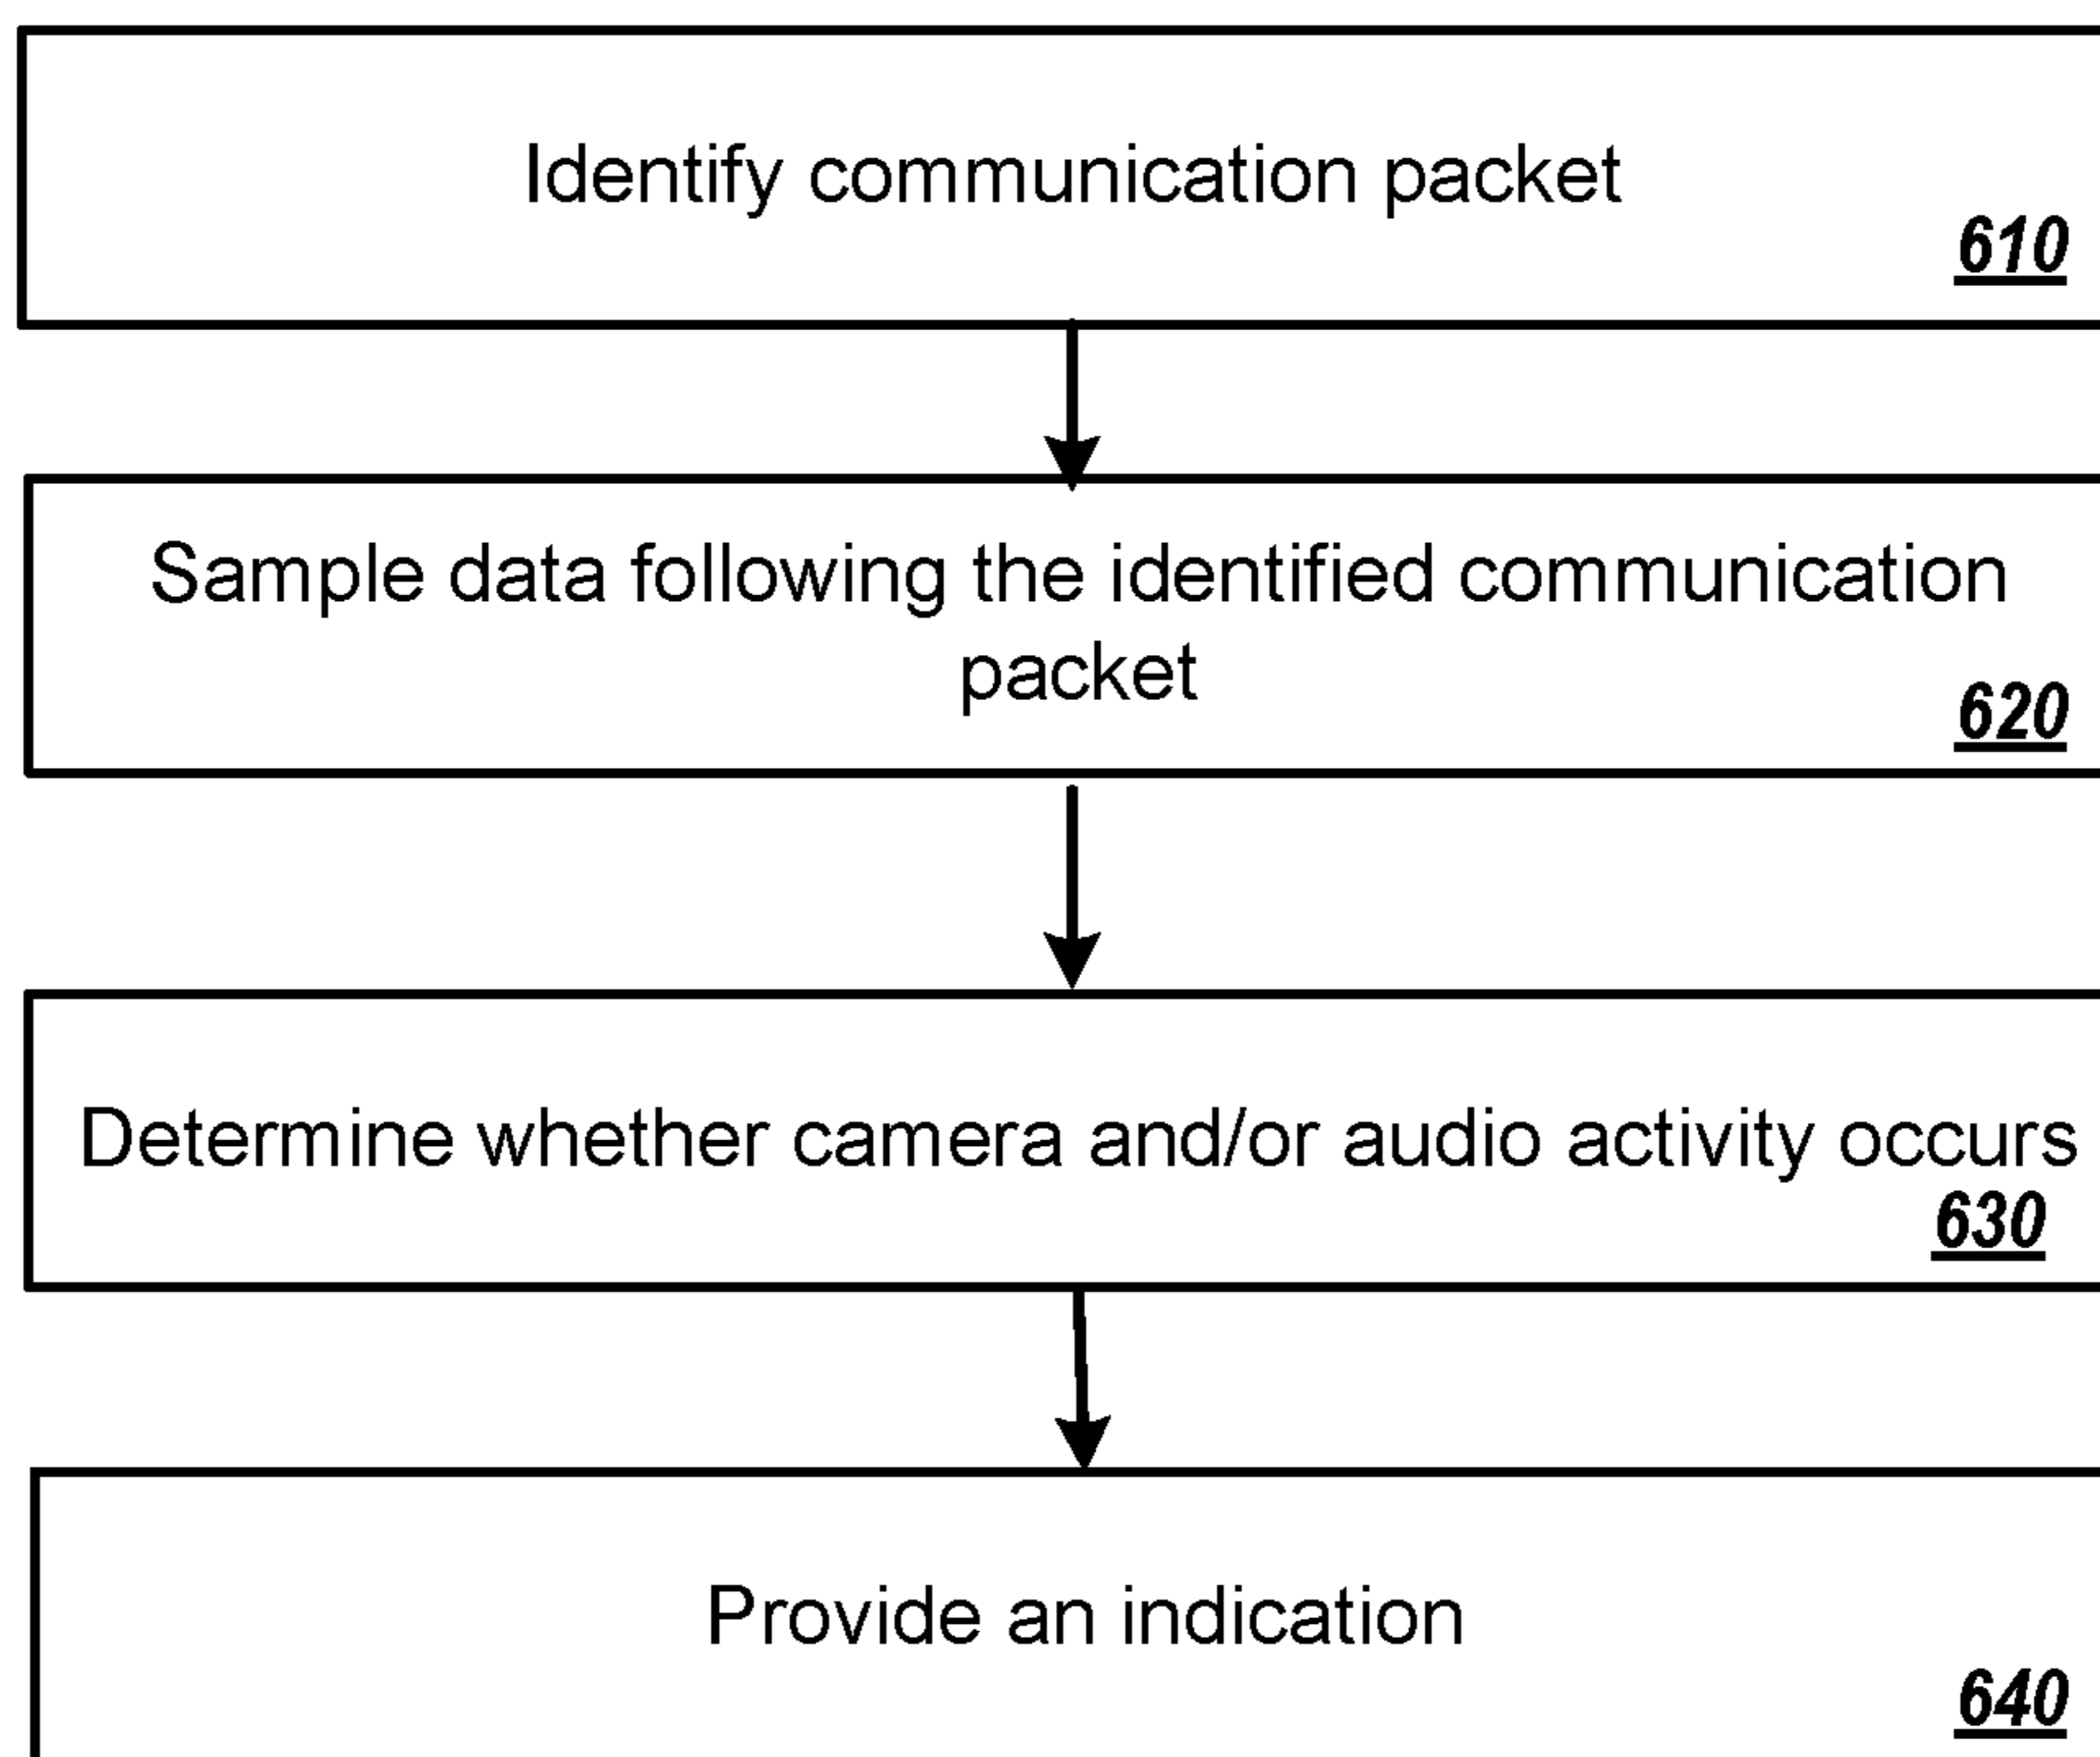 Identify communication packet
610
Sample data following the identified communication
packet
620
Determine whether camera and/or audio activity occurs
630
Provide an indication
640